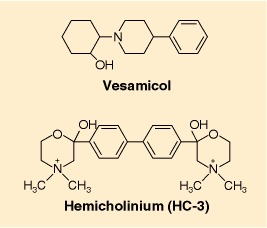 N
OH
Vesamicol
OH OH
O O
N+ N+
H3C CH3 H3C CH3
Hemicholinium (HC-3)